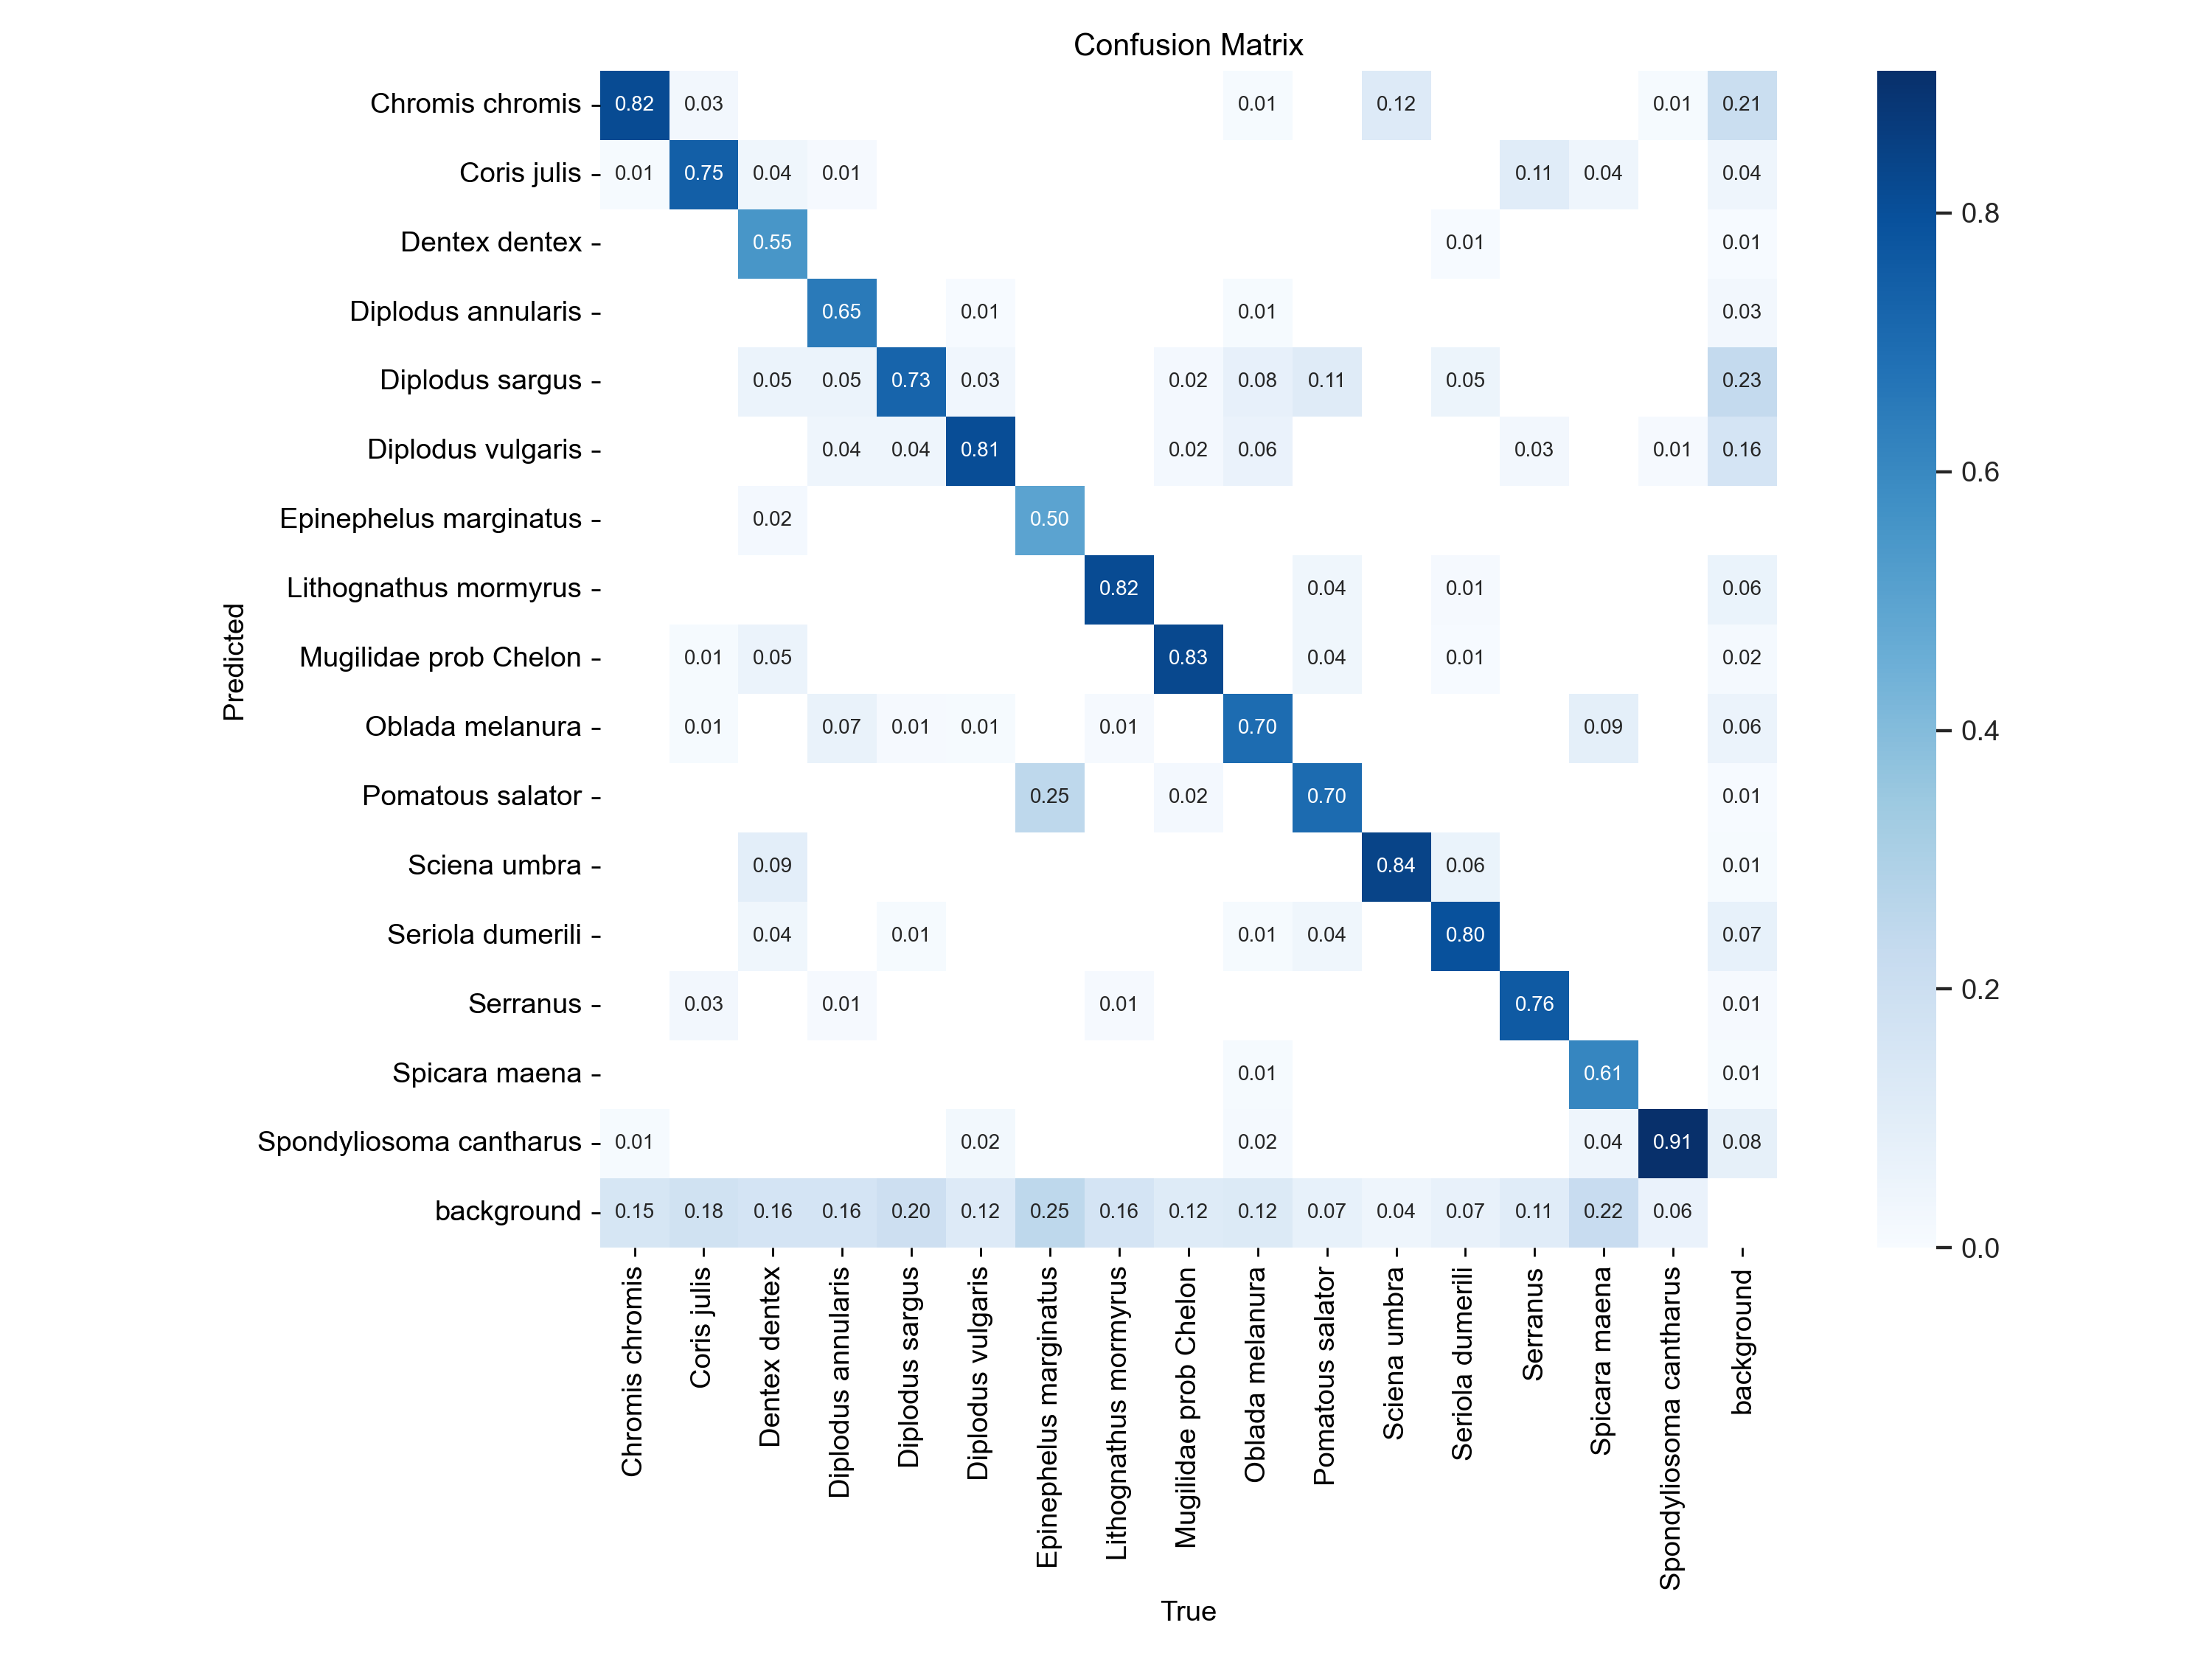 Confusion Matrix
Chromis chromis 0.82 0.03 0.01 0.12 0.01 0.21
Coris julis 0.01 0.75 0.04 0.01 0.11 0.04 0.04
0.8
Dentex dentex 0.55 0.01 0.01
Diplodus annularis 0.65 0.01 0.01 0.03
Diplodus sargus 0.05 0.05 0.73 0.03 0.02 0.08 0.11 0.05 0.23
Diplodus vulgaris 0.04 0.04 0.81 0.02 0.06 0.03 0.01 0.16
0.6
Epinephelus marginatus 0.02 0.50
Lithognathus mormyrus 0.82 0.04 0.01 0.06
Predicted
Mugilidae prob Chelon 0.01 0.05 0.83 0.04 0.01 0.02
Oblada melanura 0.01 0.07 0.01 0.01 0.01 0.70 0.09 0.06
0.4
Pomatous salator 0.25 0.02 0.70 0.01
Sciena umbra 0.09 0.84 0.06 0.01
Seriola dumerili 0.04 0.01 0.01 0.04 0.80 0.07
0.2
Serranus 0.03 0.01 0.01 0.76 0.01
Spicara maena 0.01 0.61 0.01
Spondyliosoma cantharus 0.01 0.02 0.02 0.04 0.91 0.08
background 0.15 0.18 0.16 0.16 0.20 0.12 0.25 0.16 0.12 0.12 0.07 0.04 0.07 0.11 0.22 0.06
0.0
Chromis chromis
Coris julis
Dentex dentex
Diplodus annularis
Diplodus sargus
Diplodus vulgaris
Epinephelus marginatus
Lithognathus mormyrus
Mugilidae prob Chelon
Oblada melanura
Pomatous salator
Sciena umbra
Seriola dumerili
Serranus
Spicara maena
Spondyliosoma cantharus
background
True